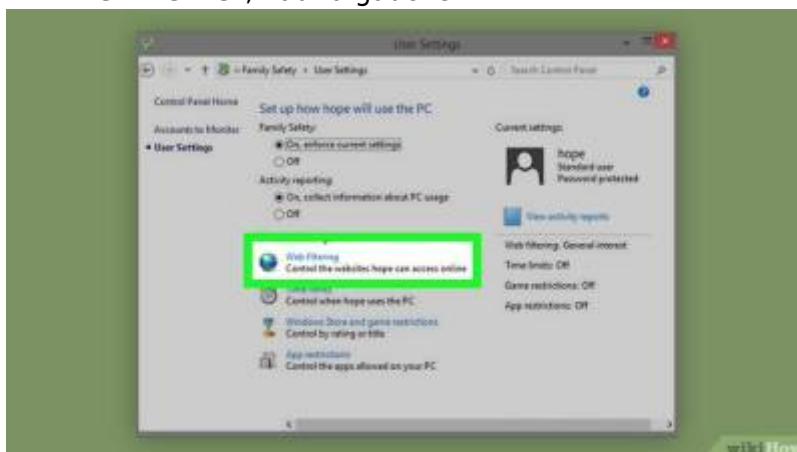 User Settings
Family Safety User Settings
Search Control Panel
Control Panel Home
Accounts to Monitor
User Settings
Set up how hope will use the PC
Family Safety:
On, enforce current settings
Off
Activity reporting:
On, collect information about PC usage
Off
Web filtering
Control the websites hope can access online
Control when hope uses the PC
Windows Store and game restrictions
Control by rating or title
App restrictions
Control the apps allowed on your PC
Current settings:
hope
Standard user
Password protected
View activity reports
Web filtering: General interest
Time limits: Off
Game restrictions: Off
App restrictions: Off
wikiHow